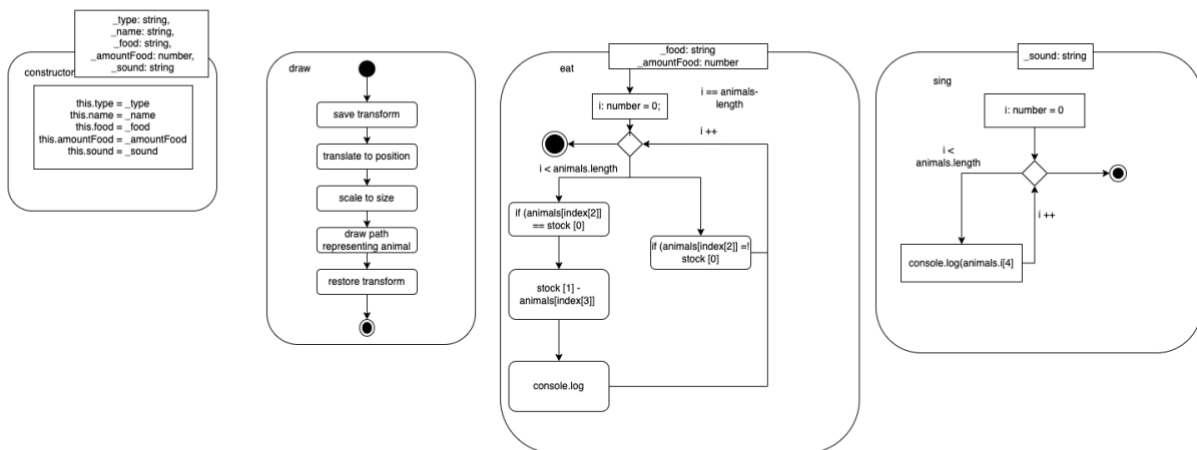 _type: string,
_name: string,
_food: string,
_amountFood: number,
_sound: string
constructor
this.type = _type
this.name = _name
this.food = _food
this.amountFood = _amountFood
this.sound = _sound
draw
save transform
translate to position
scale to size
draw path
representing animal
restore transform
_food: string
_amountFood: number
eat
i == animals-
length
i: number = 0;
i ++
i < animals.length
if (animals[index[2]]
== stock [0]
if (animals[index[2]] =!
stock [0]
stock [1] -
animals[index[3]]
console.log
_sound: string
sing
i: number = 0
i <
animals.length
i ++
console.log(animals.i[4]